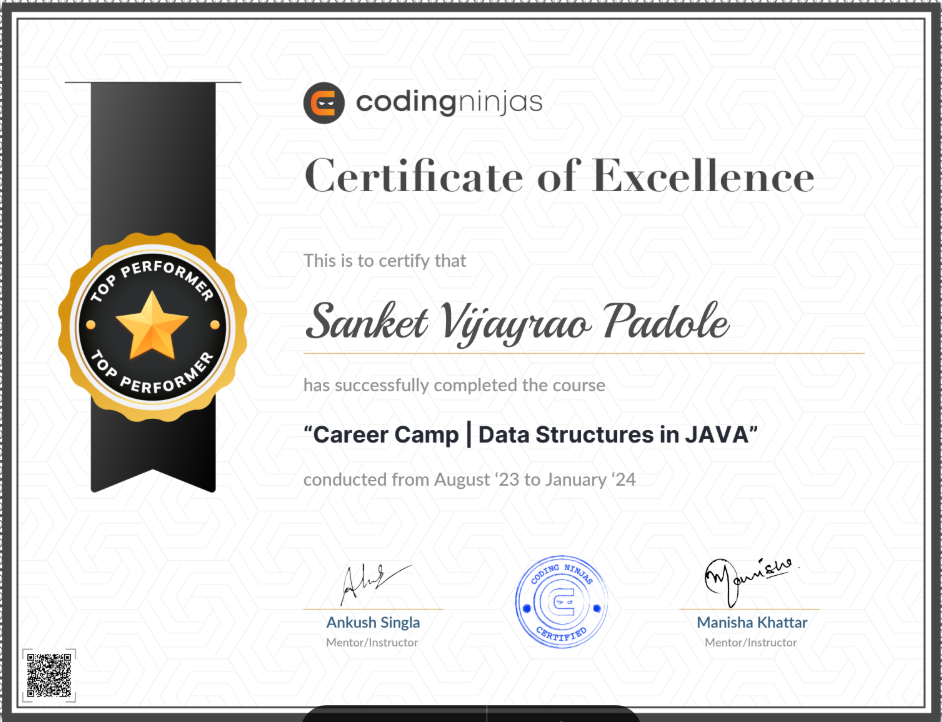 codingninjas
Certificate of Excellence
This is to certify that
Sanket Vijayrao Padole
has successfully completed the course
“Career Camp | Data Structures in JAVA”
conducted from August ‘23 to January ‘24
TOP PERFORMER
TOP PERFORMER
Ankush Singla
Mentor/Instructor
CODING NINJAS
CERTIFIED
Manisha
Manisha Khattar
Mentor/Instructor